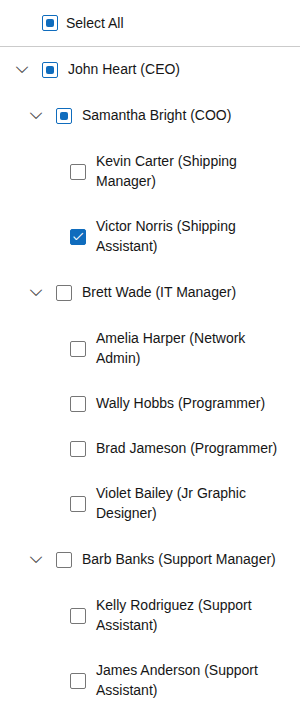 Select All
John Heart (CEO)
Samantha Bright (COO)
Kevin Carter (Shipping
Manager)
Victor Norris (Shipping
Assistant)
Brett Wade (IT Manager)
Amelia Harper (Network
Admin)
Wally Hobbs (Programmer)
Brad Jameson (Programmer)
Violet Bailey (Jr Graphic
Designer)
Barb Banks (Support Manager)
Kelly Rodriguez (Support
Assistant)
James Anderson (Support
Assistant)